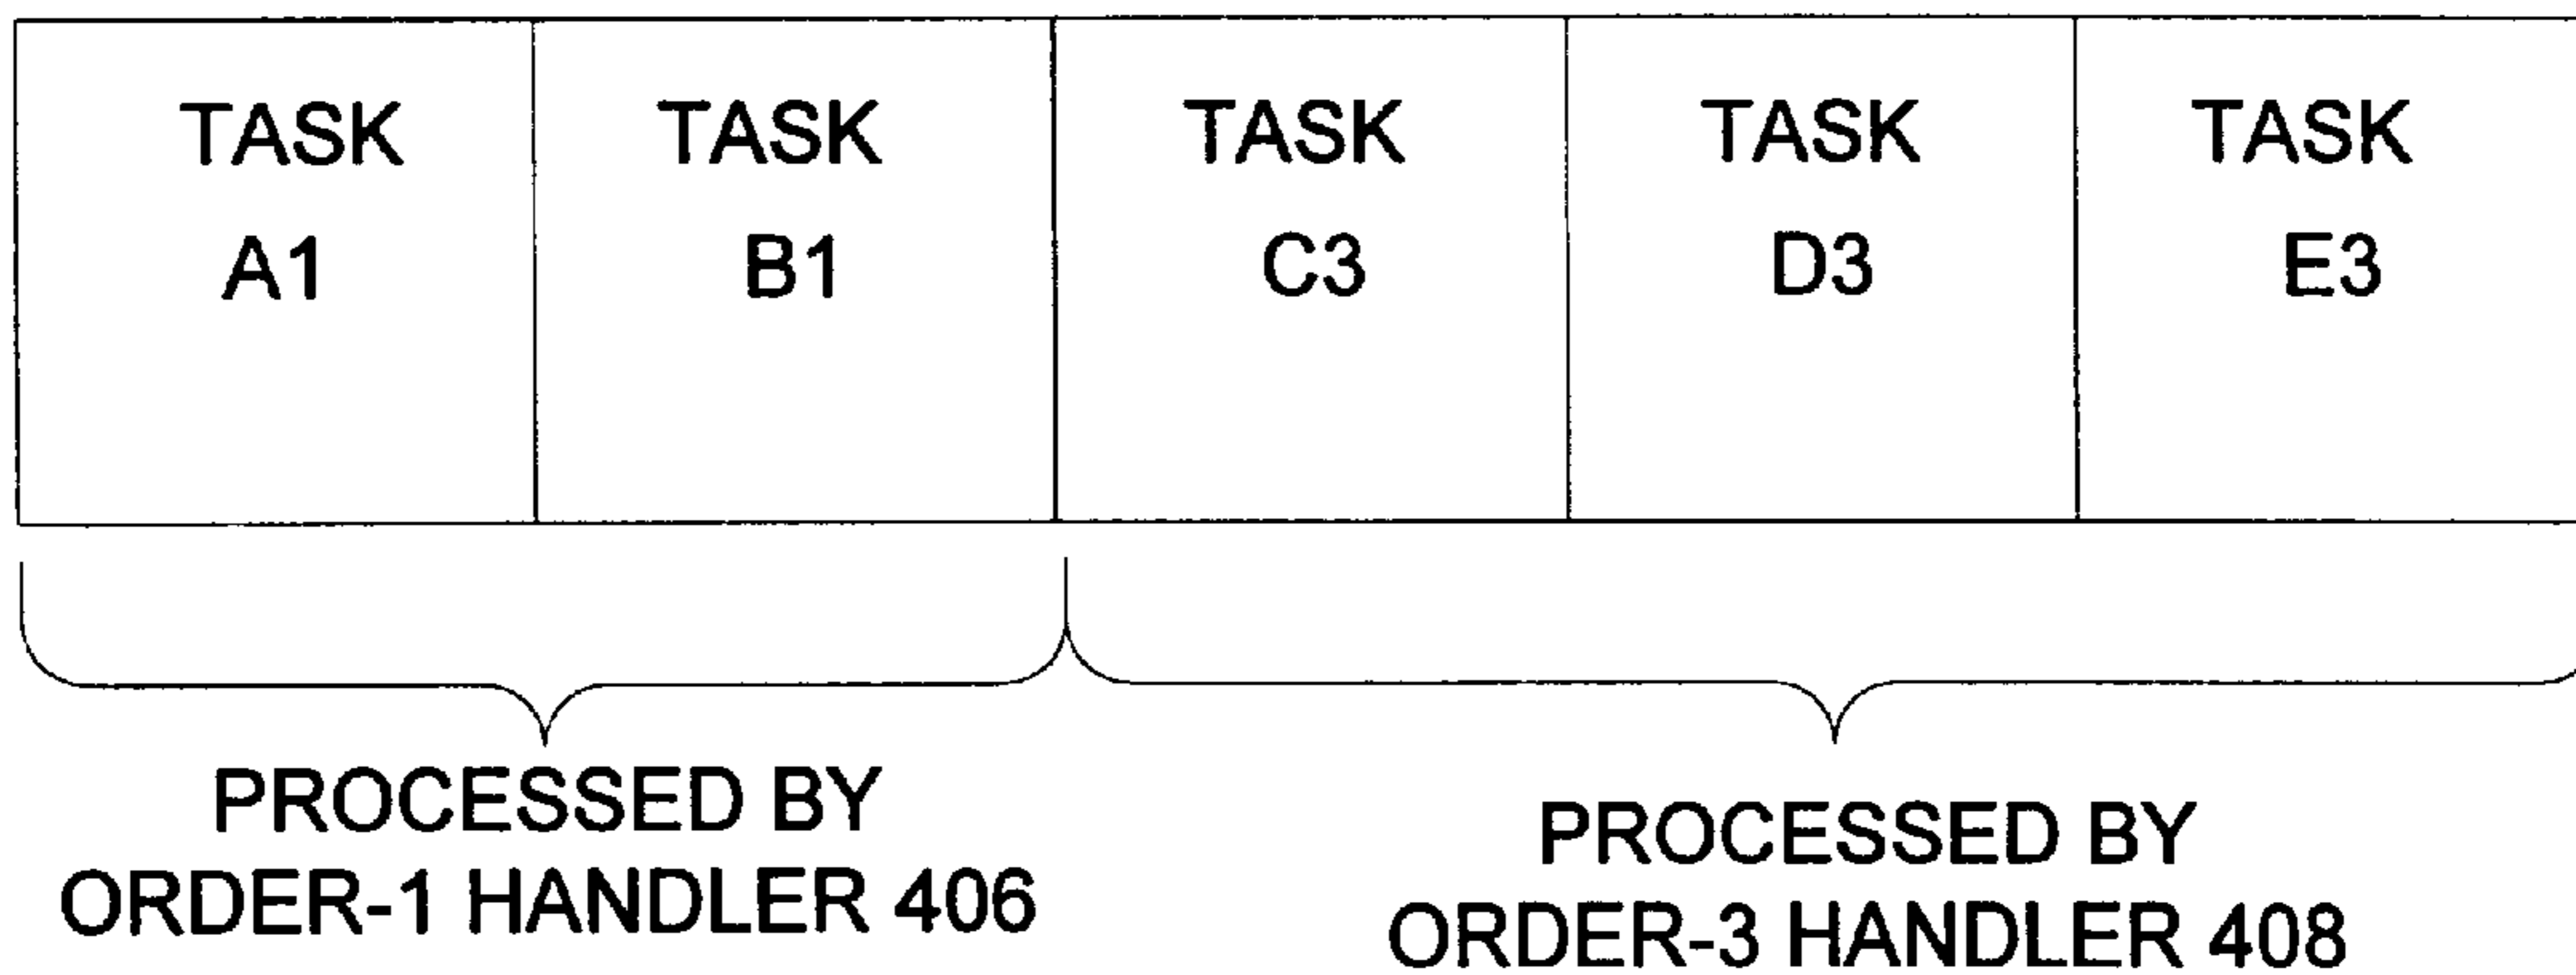 TASK
A1
TASK
B1
TASK
C3
TASK
D3
TASK
E3
PROCESSED BY
ORDER-1 HANDLER 406
PROCESSED BY
ORDER-3 HANDLER 408